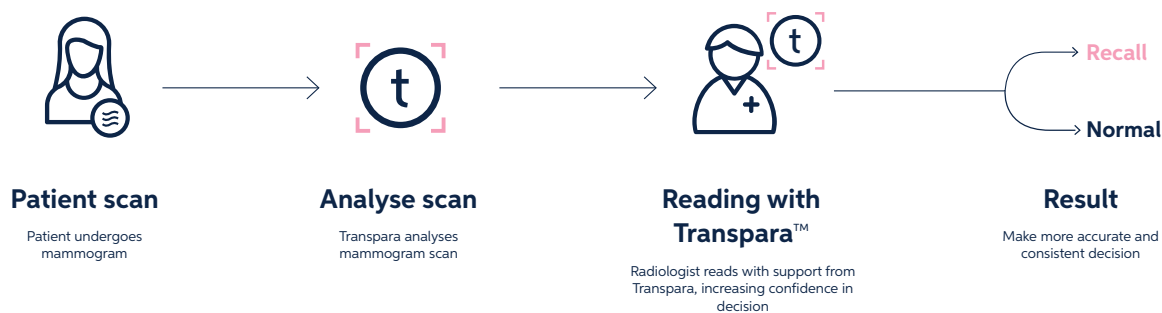 t
t
Recall
Normal
Patient scan
Patient undergoes
mammogram
Analyse scan
Transpara analyses
mammogram scan
Reading with
Transpara™
Radiologist reads with support from
Transpara, increasing confidence in
decision
Result
Make more accurate and
consistent decision